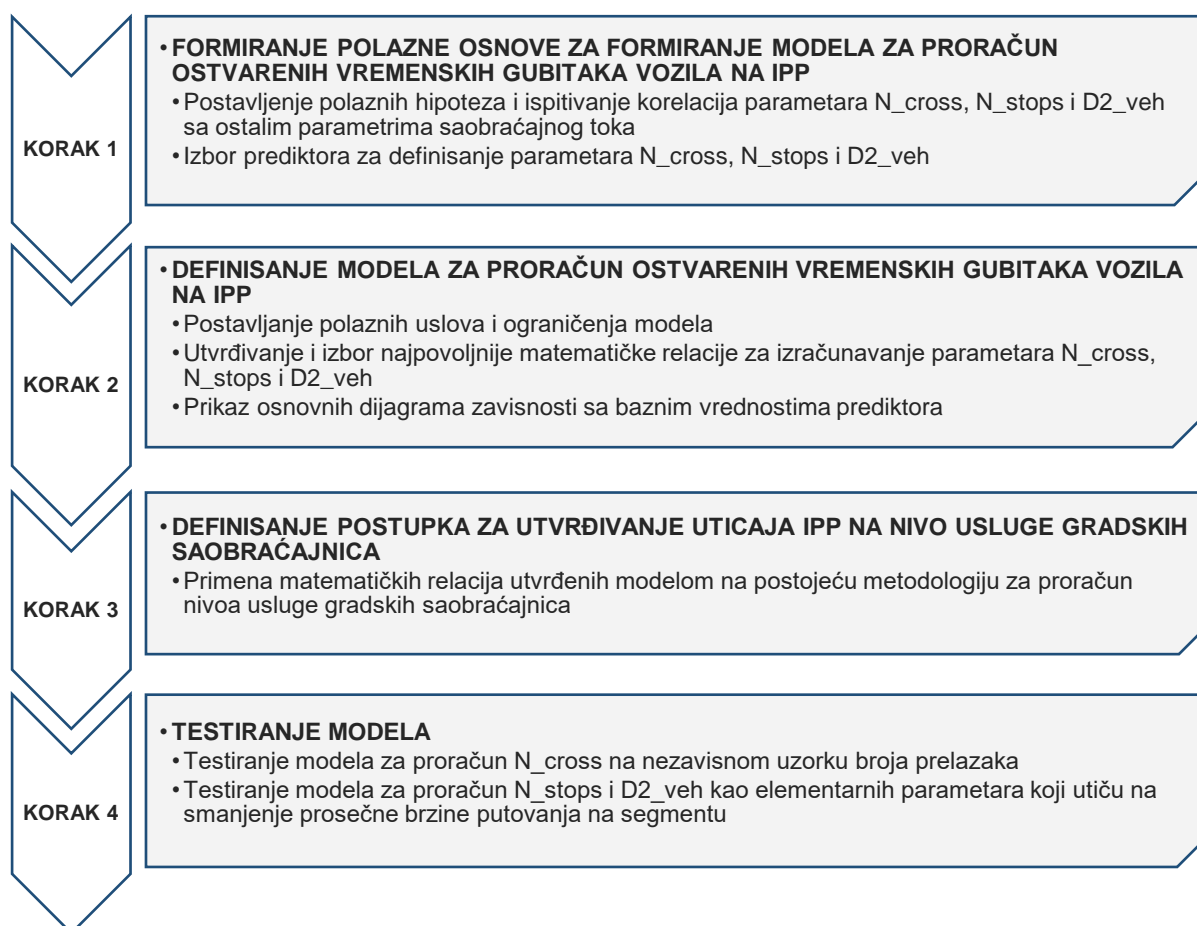 KORAK 1
• FORMIRANJE POLAZNE OSNOVE ZA FORMIRANJE MODELA ZA PRORAČUN
OSTVARENIH VREMENSKIH GUBITAKA VOZILA NA IPP
• Postavljenje polaznih hipoteza i ispitivanje korelacija parametara N_cross, N_stops i D2_veh
sa ostalim parametrima saobraćajnog toka
• Izbor prediktora za definisanje parametara N_cross, N_stops i D2_veh
KORAK 2
• DEFINISANJE MODELA ZA PRORAČUN OSTVARENIH VREMENSKIH GUBITAKA VOZILA
NA IPP
• Postavljanje polaznih uslova i ograničenja modela
• Utvrđivanje i izbor najpovoljnije matematičke relacije za izračunavanje parametara N_cross,
N_stops i D2_veh
• Prikaz osnovnih dijagrama zavisnosti sa baznim vrednostima prediktora
KORAK 3
• DEFINISANJE POSTUPKA ZA UTVRĐIVANJE UTICAJA IPP NA NIVO USLUGE GRADSKIH
SAOBRAĆAJNICA
• Primena matematičkih relacija utvrđenih modelom na postojeću metodologiju za proračun
nivoa usluge gradskih saobraćajnica
KORAK 4
• TESTIRANJE MODELA
• Testiranje modela za proračun N_cross na nezavisnom uzorku broja prelazaka
• Testiranje modela za proračun N_stops i D2_veh kao elementarnih parametara koji utiču na
smanjenje prosečne brzine putovanja na segmentu